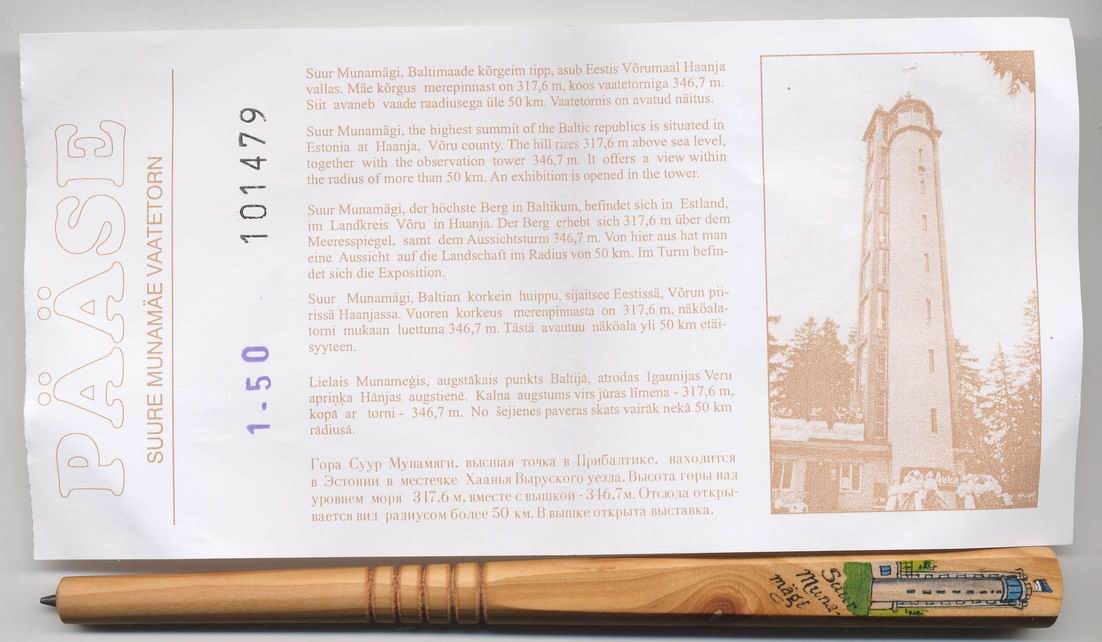 PÄÄSE
SUURE MUNAMÄE VAATETORN
101479
1-50
Suur Munamägi, Baltimaade kõrgeim tipp, asub Eestis Võrumaal Haanja
vallas. Mäe kõrgus merepinnast on 317,6 m, koos vaatetorniga 346,7 m.
Siit avaneb vaade raadiusega üle 50 km. Vaatetornis on avatud näitus.
Suur Munamägi, the highest summit of the Baltic republics is situated in
Estonia at Haanja, Võru county. The hill rises 317,6 m above sea level,
together with the observation tower 346.7 m. It offers a view within
the radius of more than 50 km. An exhibition is opened in the tower.
Suur Munamägi, der höchste Berg in Baltikum, befindet sich in Estland,
im Landkreis Võru in Haanja. Der Berg erhebt sich 317,6 m über dem
Meeresspiegel, samt dem Aussichtsturm 346,7 m. Von hier aus hat man
eine Aussicht auf die Landschaft im Radius von 50 km. Im Turm befin-
det sich die Exposition.
Suur Munamägi, Baltian korkein huippu, sijaitsee Eestissä, Võrun pii-
rissä Haanjassa. Vuoren korkeus merenpinnasta on 317,6 m, näköala-
torni mukaan luettuna 346,7 m. Tästä avautuu näköala yli 50 km etäi-
syyteen.
Lielais Munameģis, augstākais punkts Baltijā, atrodas Igaunijas Veru
apriņķa Hánjas augstienē. Kalna augstums virs jūras līmena - 317,6 m,
kopā ar torni - 346,7 m. No šejienes paveras skats vairāk nekā 50 km
rādiusā.
Гора Суур Мунамяги, высшая точка в Прибалтике, находится
в Эстонии в местечке Хаанья Выруского уезла. Высота горы над
уровнем моря 317.6 м, вместе с вышкой - 346.7м. Отсюда откры-
вается вид радиусом более 50 км. В вышке открыта выставка.
Suur
Muna-
mägi